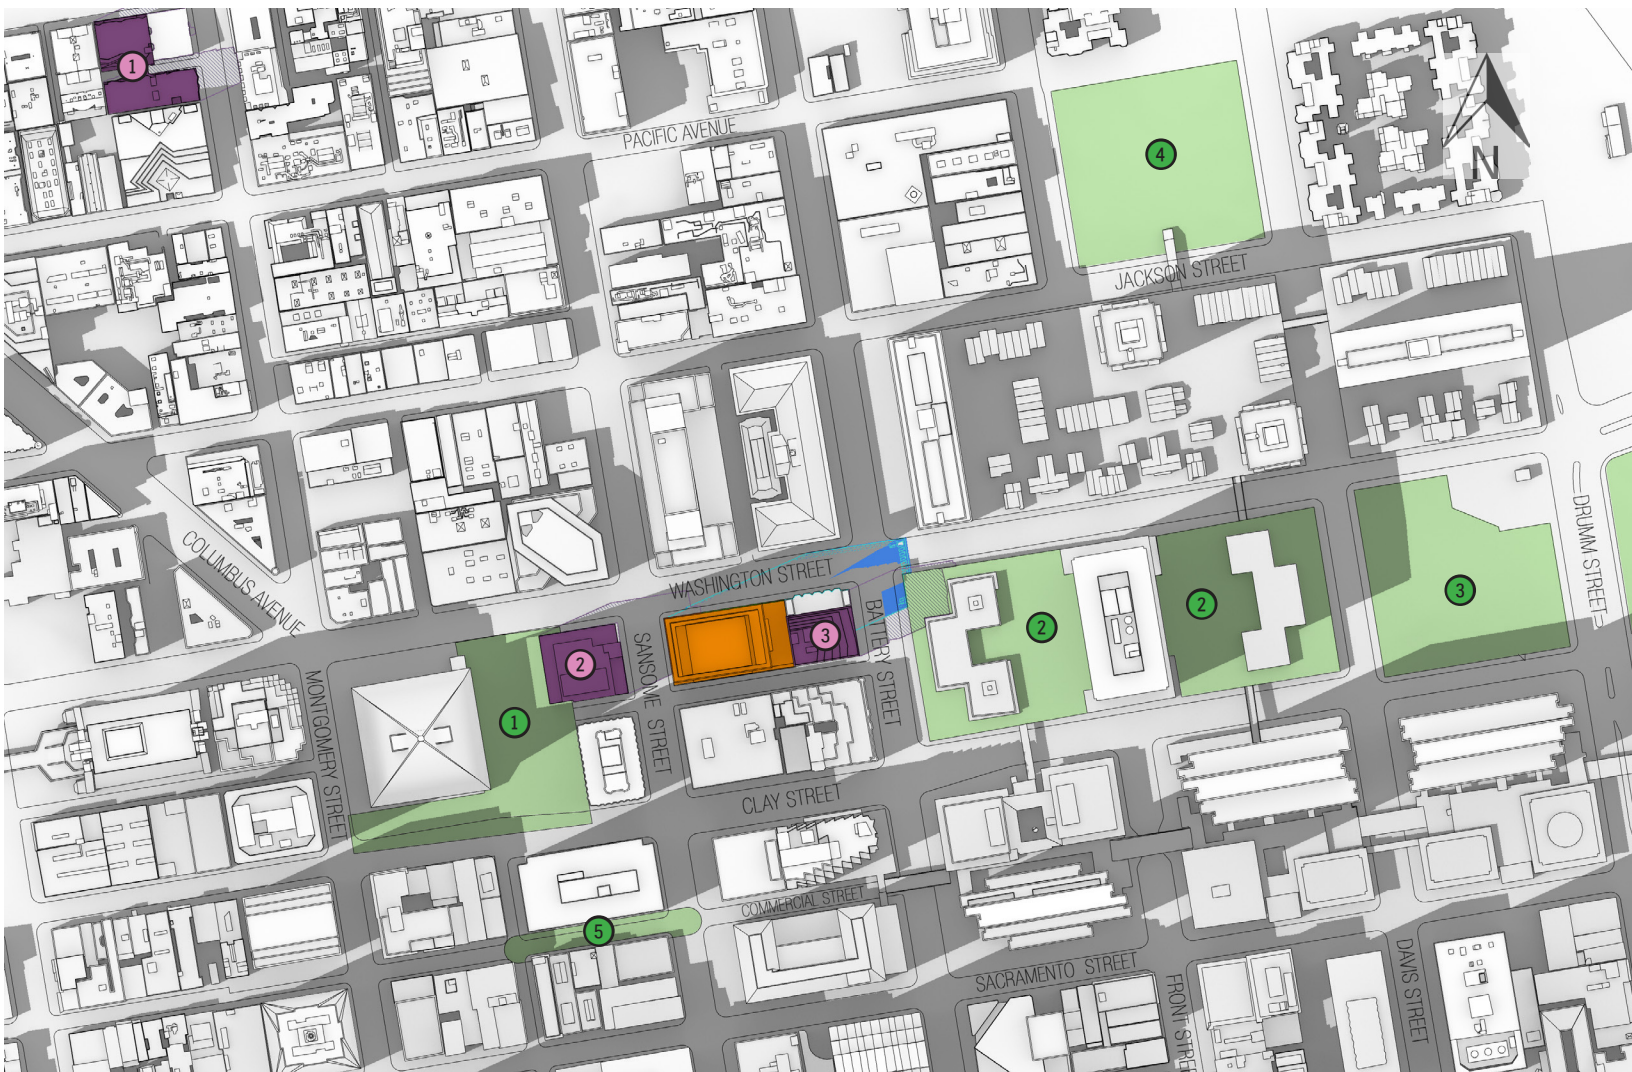 1
PACIFIC AVENUE
4
N
JACKSON STREET
COLUMBUS AVENUE
WASHINGTON STREET
DRUMM STREET
3
2
2
BATTERY STREET
3
2
SANSOME STREET
MONTGOMERY STREET
1
CLAY STREET
COMMERCIAL STREET
5
SACRAMENTO STREET
FRONT STRE
DAVIS STREET